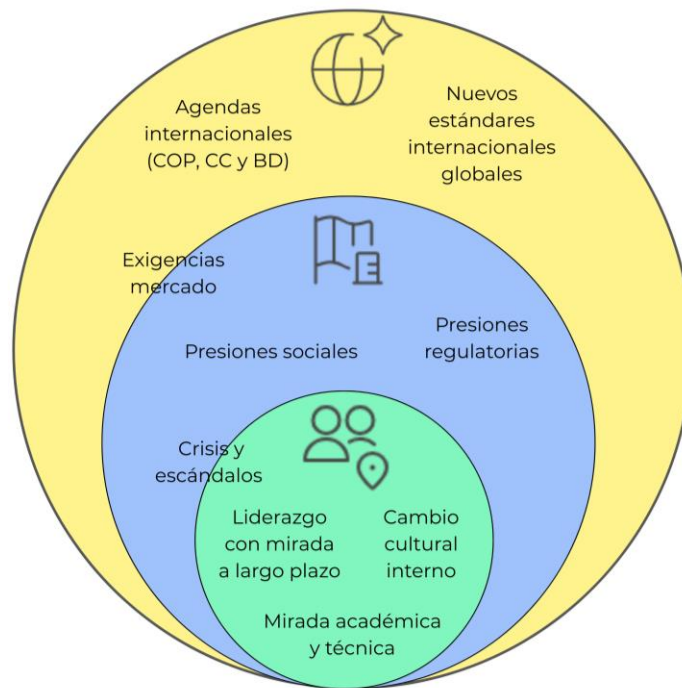 Agendas
internacionales
(COP, CC y BD)
Nuevos
estándares
internacionales
globales
Exigencias
mercado
Presiones sociales
Presiones
regulatorias
Crisis y
escándalos
Liderazgo
con mirada
a largo plazo
Cambio
cultural
interno
Mirada académica
y técnica